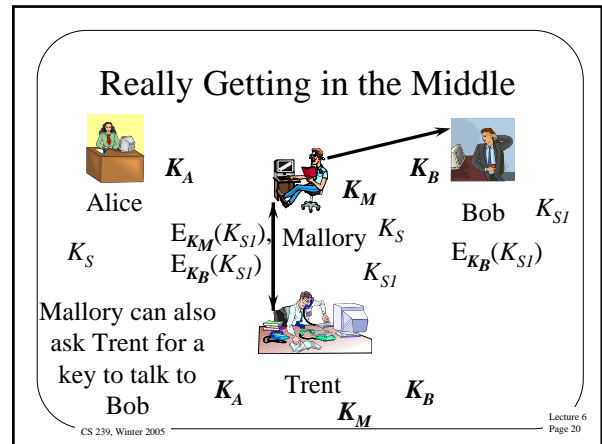 Really Getting in the Middle
K_A
K_B
K_M
Alice
Bob
K_S1
E_KM(K_S1),
Mallory
K_S
K_S
E_KB(K_S1)
E_KB(K_S1)
K_S1
Mallory can also
ask Trent for a
key to talk to
Bob
K_A
Trent
K_B
K_M
CS 239, Winter 2005
Lecture 6
Page 20